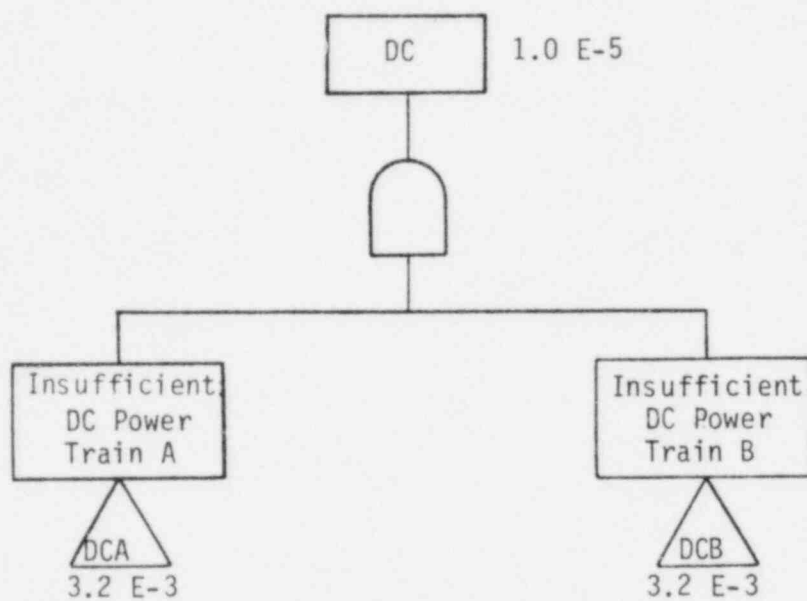 DC
1.0 E-5
Insufficient
DC Power
Train A
Insufficient
DC Power
Train B
DCA
3.2 E-3
DCB
3.2 E-3